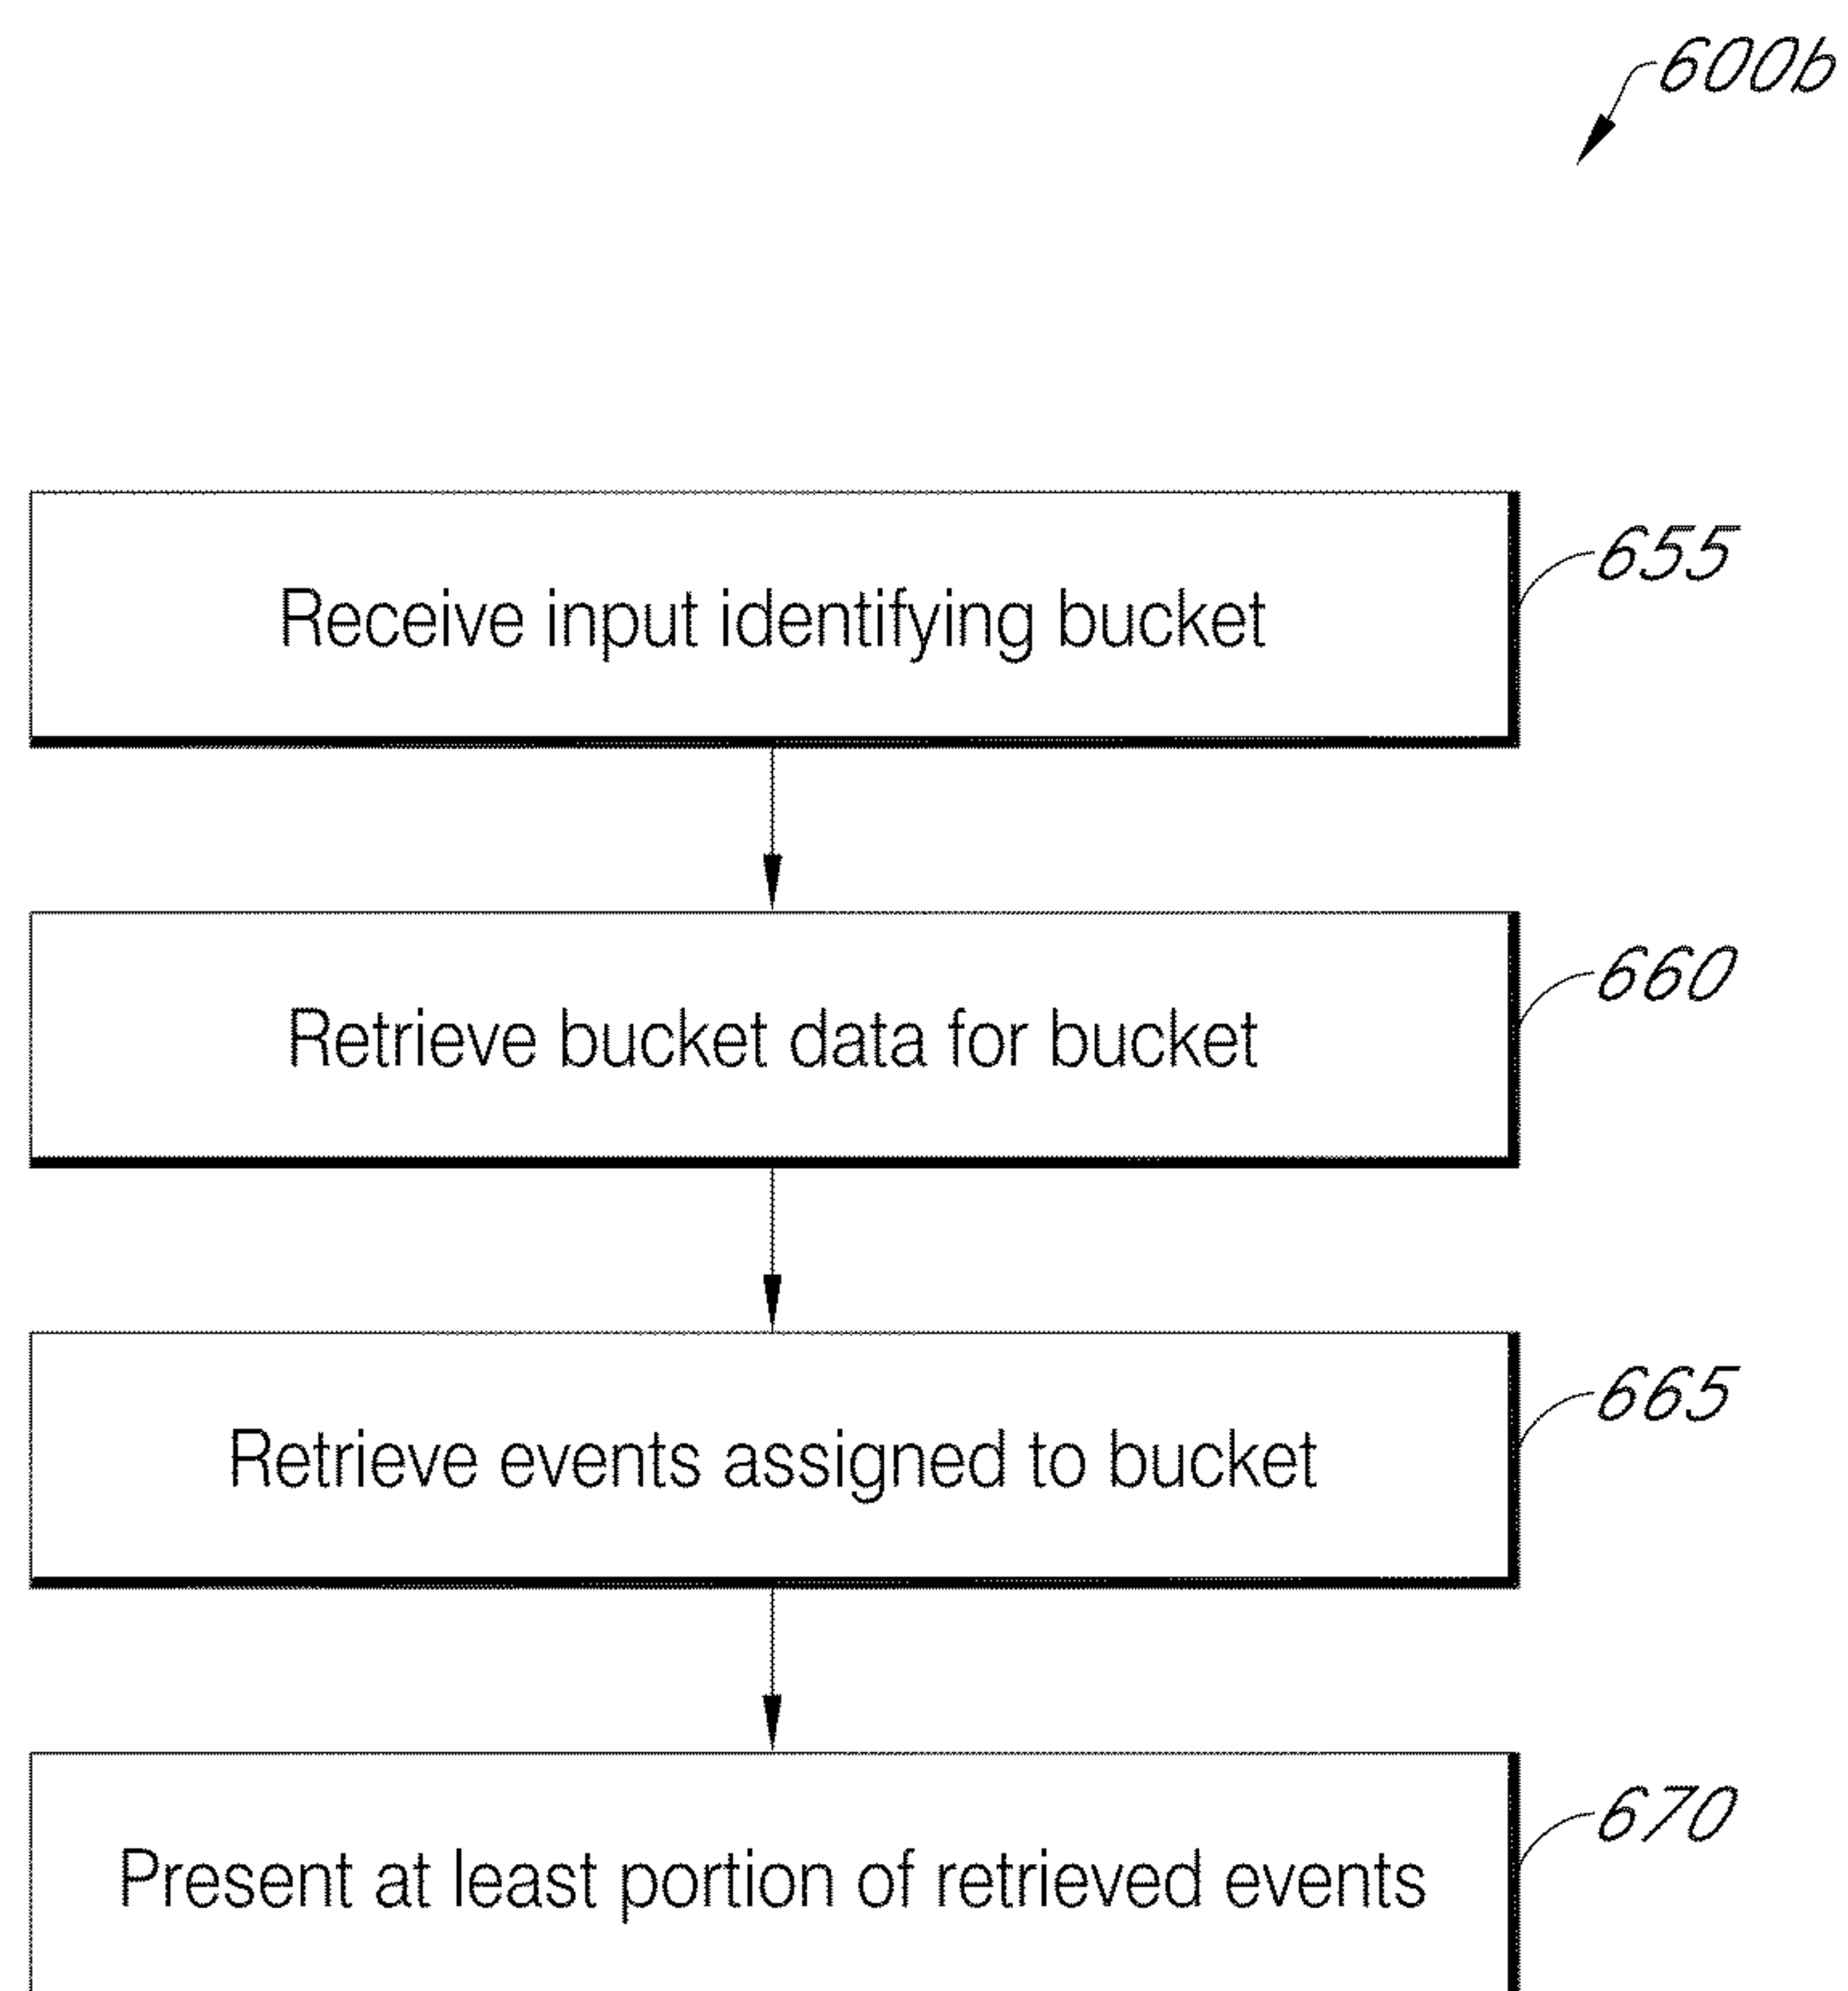 600b
Receive input identifying bucket
655
Retrieve bucket data for bucket
660
Retrieve events assigned to bucket
665
Present at least portion of retrieved events
670